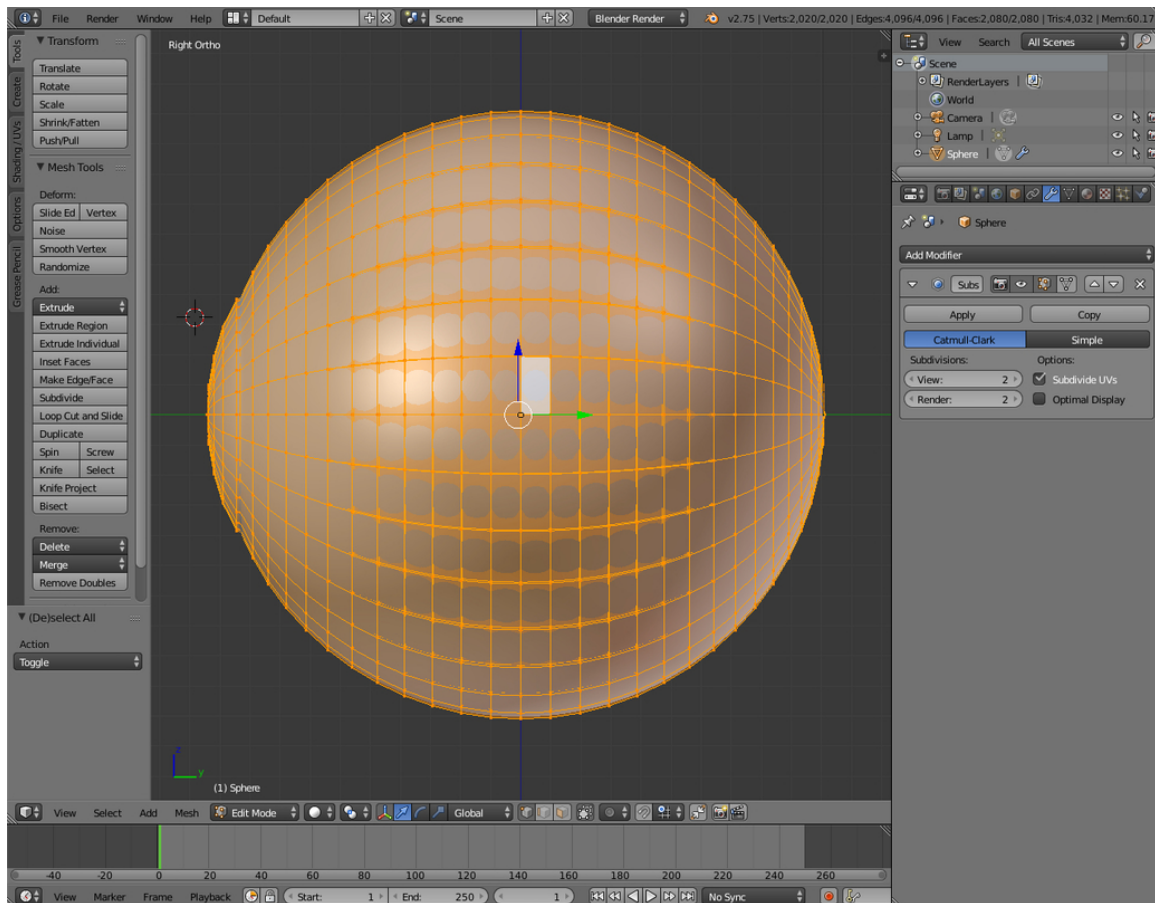 File Render Window Help Default Scene Blender Render v2.75 | Verts:2,020/2,020 | Edges:4,096/4,096 | Faces:2,080/2,080 | Tris:4,032 | Mem:60.17
Tools
Create
Shading / UVs
Options
Grease Pencil
Transform
Translate
Rotate
Scale
Shrink/Fatten
Push/Pull
Mesh Tools
Deform:
Slide Ed Vertex
Noise
Smooth Vertex
Randomize
Add:
Extrude
Extrude Region
Extrude Individual
Inset Faces
Make Edge/Face
Subdivide
Loop Cut and Slide
Duplicate
Spin Screw
Knife Select
Knife Project
Bisect
Remove:
Delete
Merge
Remove Doubles
(De)select All
Action
Toggle
Right Ortho
z
y
(1) Sphere
View Select Add Mesh Edit Mode Global
-40 -20 0 20 40 60 80 100 120 140 160 180 200 220 240 260
View Marker Frame Playback Start: 1 End: 250 1 No Sync
View Search All Scenes
Scene
RenderLayers |
World
Camera |
Lamp |
Sphere |
Sphere
Add Modifier
Subs
Apply Copy
Catmull-Clark Simple
Subdivisions: Options:
View: 2 Subdivide UVs
Render: 2 Optimal Display